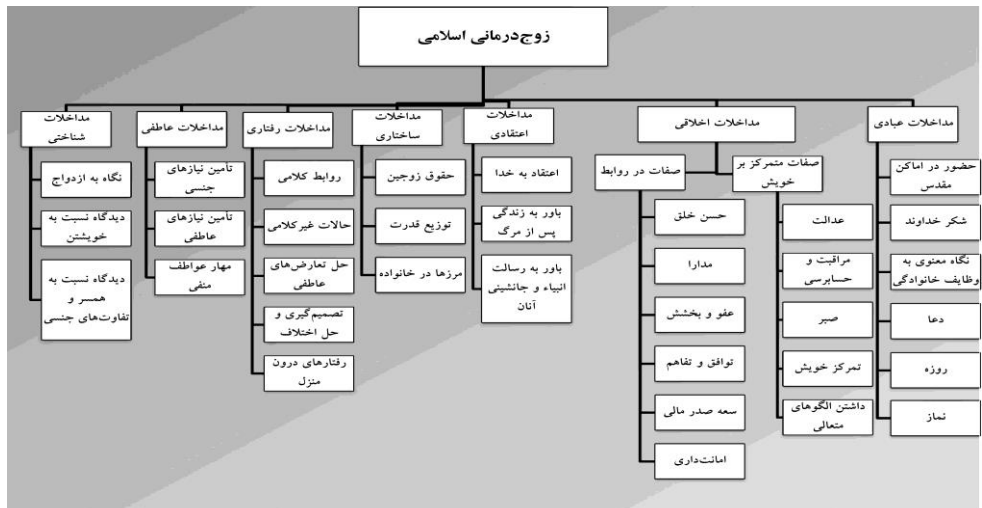 زوج‌درمانی اسلامی
مداخلات عبادی
حضور در اماکن
مقدس
شکر خداوند
نگاه معنوی به
وظایف خانوادگی
دعا
روزه
نماز
مداخلات اخلاقی
صفات متمرکز بر
خویش
عدالت
مراقبت و
حسابرسی
صبر
تمرکز خویش
داشتن الگوهای
متعالی
صفات در روابط
حسن خلق
مدارا
عفو و بخشش
توافق و تفاهم
سعه صدر مالی
امانت‌داری
مداخلات
اعتقادی
اعتقاد به خدا
باور به زندگی
پس از مرگ
باور به رسالت
انبیاء و جانشینی
آنان
مداخلات
ساختاری
حقوق زوجین
توزیع قدرت
مرزها در خانواده
مداخلات رفتاری
روابط کلامی
حالات غیرکلامی
حل تعارض‌های
عاطفی
تصمیم‌گیری و
حل اختلاف
رفتارهای درون
منزل
مداخلات عاطفی
تأمین نیازهای
جنسی
تأمین نیازهای
عاطفی
مهار عواطف
منفی
مداخلات
شناختی
نگاه به ازدواج
دیدگاه نسبت به
خویشتن
دیدگاه نسبت به
همسر و
تفاوت‌های جنسی